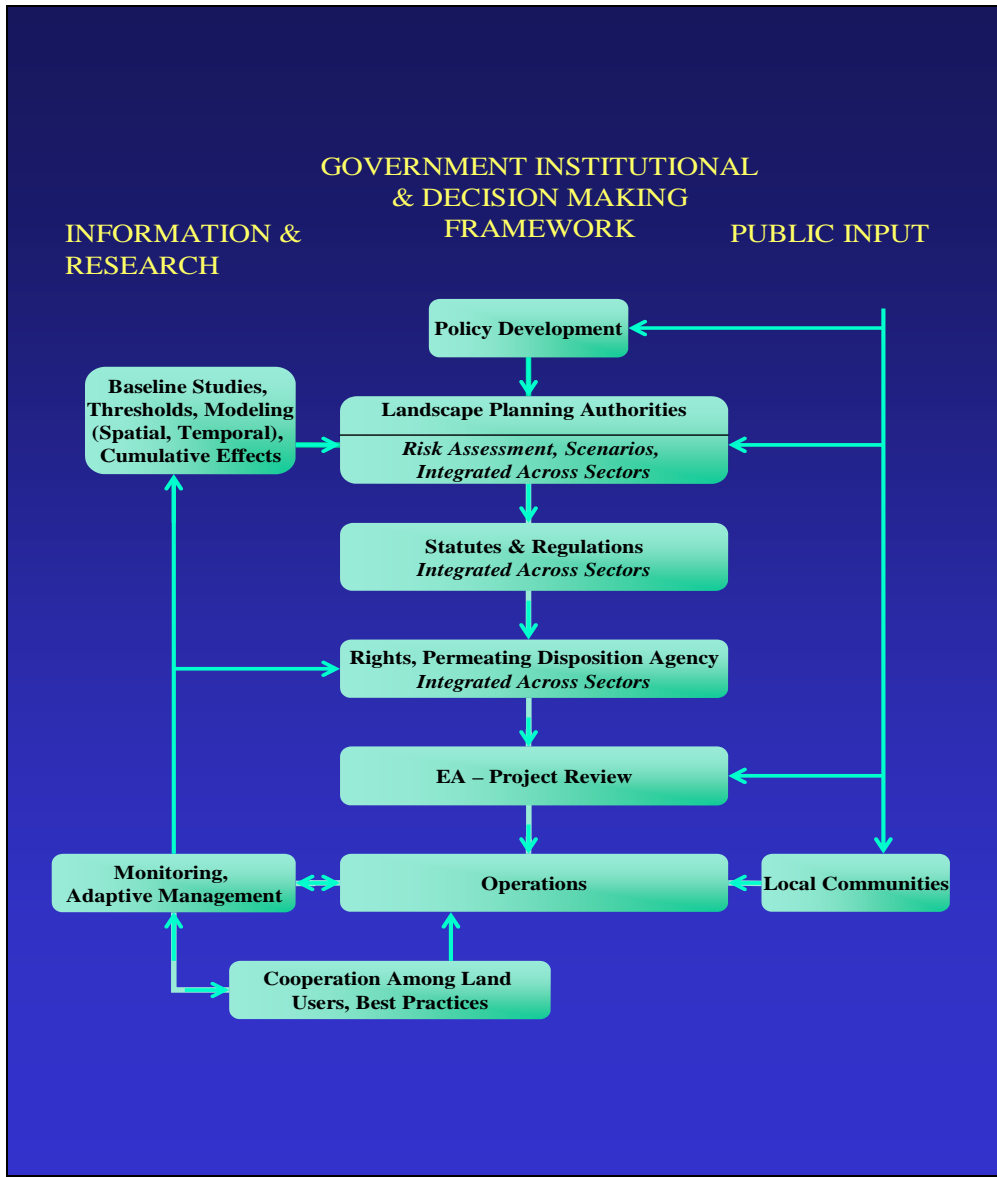 GOVERNMENT INSTITUTIONAL
& DECISION MAKING
FRAMEWORK
INFORMATION &
RESEARCH
PUBLIC INPUT
Policy Development
Baseline Studies,
Thresholds, Modeling
(Spatial, Temporal),
Cumulative Effects
Landscape Planning Authorities
Risk Assessment, Scenarios,
Integrated Across Sectors
Statutes & Regulations
Integrated Across Sectors
Rights, Permeating Disposition Agency
Integrated Across Sectors
EA – Project Review
Monitoring,
Adaptive Management
Operations
Local Communities
Cooperation Among Land
Users, Best Practices